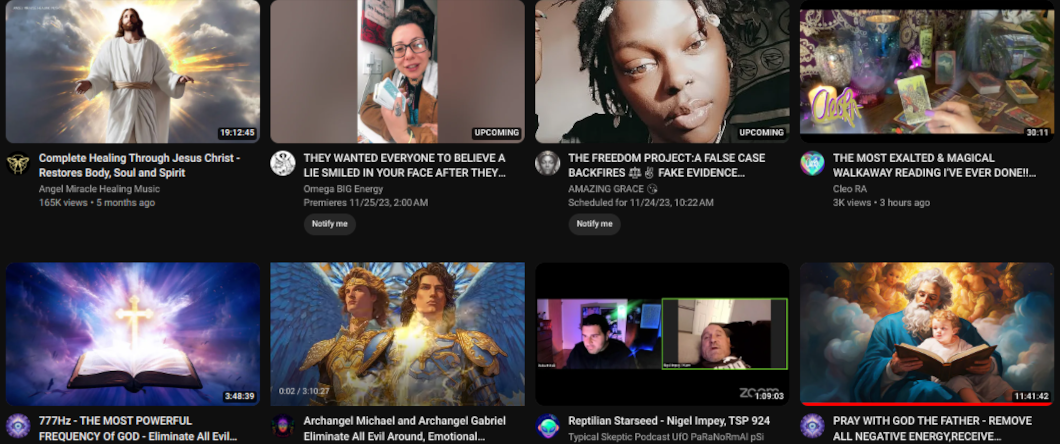 19:12:45
UPCOMING
UPCOMING
Cleo RA
30:11
Complete Healing Through Jesus Christ -
Restores Body, Soul and Spirit
Angel Miracle Healing Music
165K views • 5 months ago
THEY WANTED EVERYONE TO BELIEVE A
LIE SMILED IN YOUR FACE AFTER THEY...
Omega BIG Energy
Premieres 11/25/23, 2:00 AM
Notify me
THE FREEDOM PROJECT:A FALSE CASE
BACKFIRES ⚖️ ✌🏽 FAKE EVIDENCE...
AMAZING GRACE 😘
Scheduled for 11/24/23, 10:22 AM
Notify me
THE MOST EXALTED & MAGICAL
WALKAWAY READING I'VE EVER DONE!!...
Cleo RA
3K views • 3 hours ago
3:48:39
0:02 / 3:10:27
zoom
1:09:03
11:41:42
777Hz - THE MOST POWERFUL
FREQUENCY Of GOD - Eliminate All Evil...
Archangel Michael and Archangel Gabriel
Eliminate All Evil Around, Emotional...
Reptilian Starseed - Nigel Impey, TSP 924
Typical Skeptic Podcast UfO PaRaNoRmAl pSi
PRAY WITH GOD THE FATHER - REMOVE
ALL NEGATIVE ENERGY,RECEIVE...